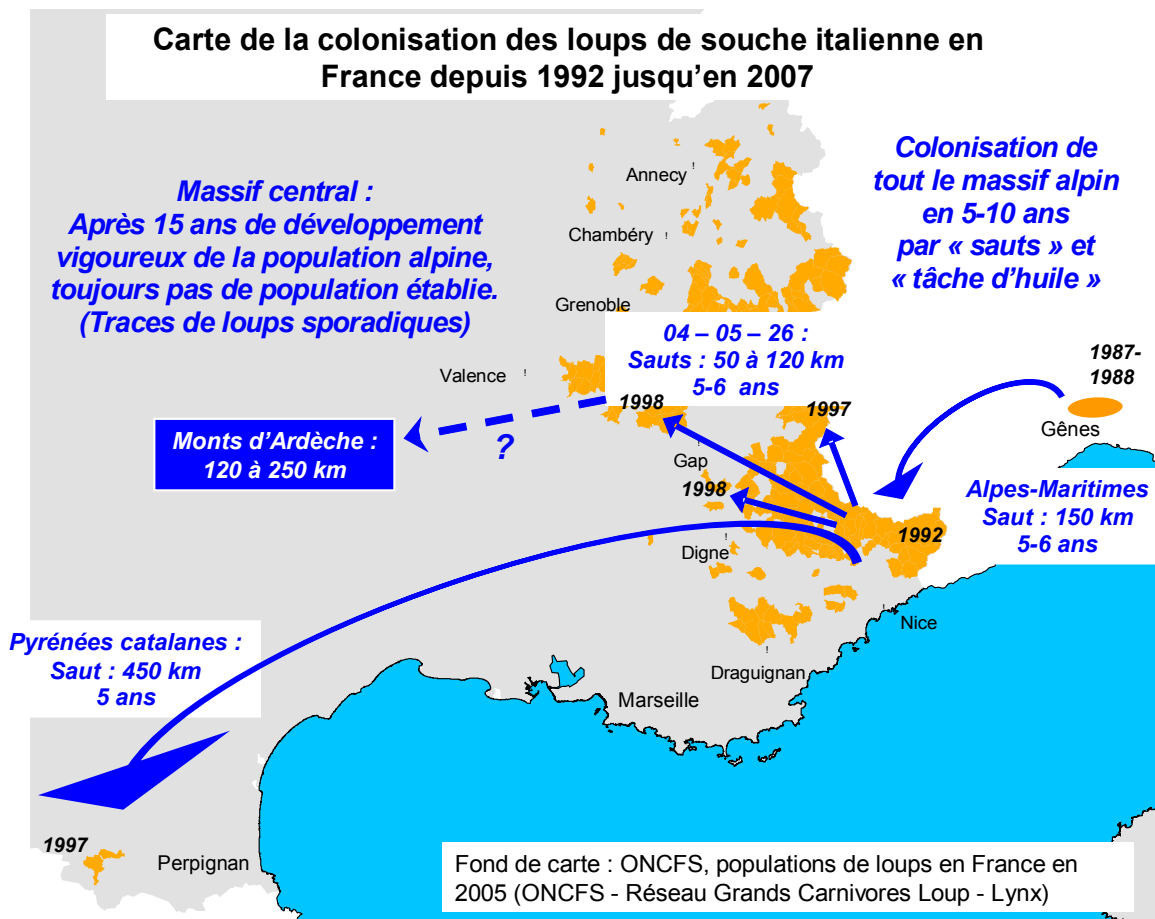 Carte de la colonisation des loups de souche italienne en
France depuis 1992 jusqu'en 2007
Massif central :
Après 15 ans de développement
vigoureux de la population alpine,
toujours pas de population établie.
(Traces de loups sporadiques)
Colonisation de
tout le massif alpin
en 5-10 ans
par « sauts » et
« tâche d'huile »
Annecy
Chambéry
Grenoble
04 – 05 – 26 :
Sauts : 50 à 120 km
5-6 ans
1987-
1988
Gênes
Valence
1998
1997
Monts d'Ardèche :
120 à 250 km
?
Gap
1998
Alpes-Maritimes
Saut : 150 km
5-6 ans
1992
Digne
Nice
Draguignan
Marseille
Pyrénées catalanes :
Saut : 450 km
5 ans
1997
Perpignan
Fond de carte : ONCFS, populations de loups en France en
2005 (ONCFS - Réseau Grands Carnivores Loup - Lynx)